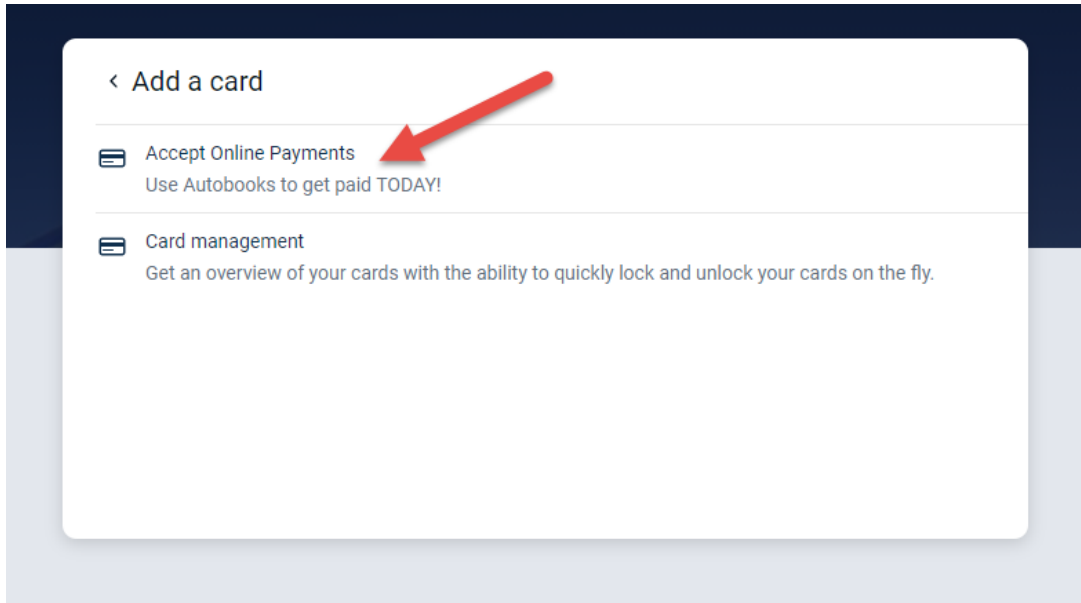 Add a card
Accept Online Payments
Use Autobooks to get paid TODAY!
Card management
Get an overview of your cards with the ability to quickly lock and unlock your cards on the fly.